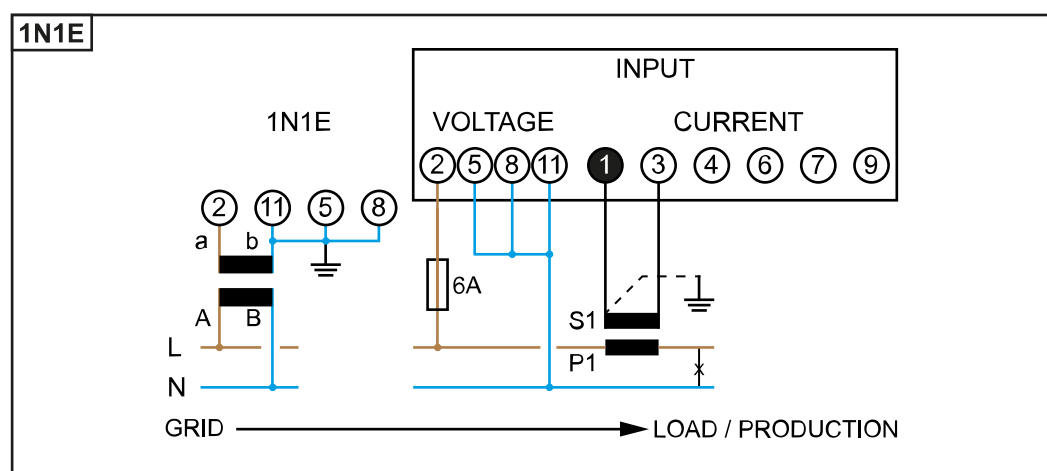 1N1E
INPUT
1N1E
VOLTAGE CURRENT
2 5 8 11 1 3 4 6 7 9
2 11 5 8
a b
6A
A B
S1
L
P1
x
N
GRID LOAD / PRODUCTION